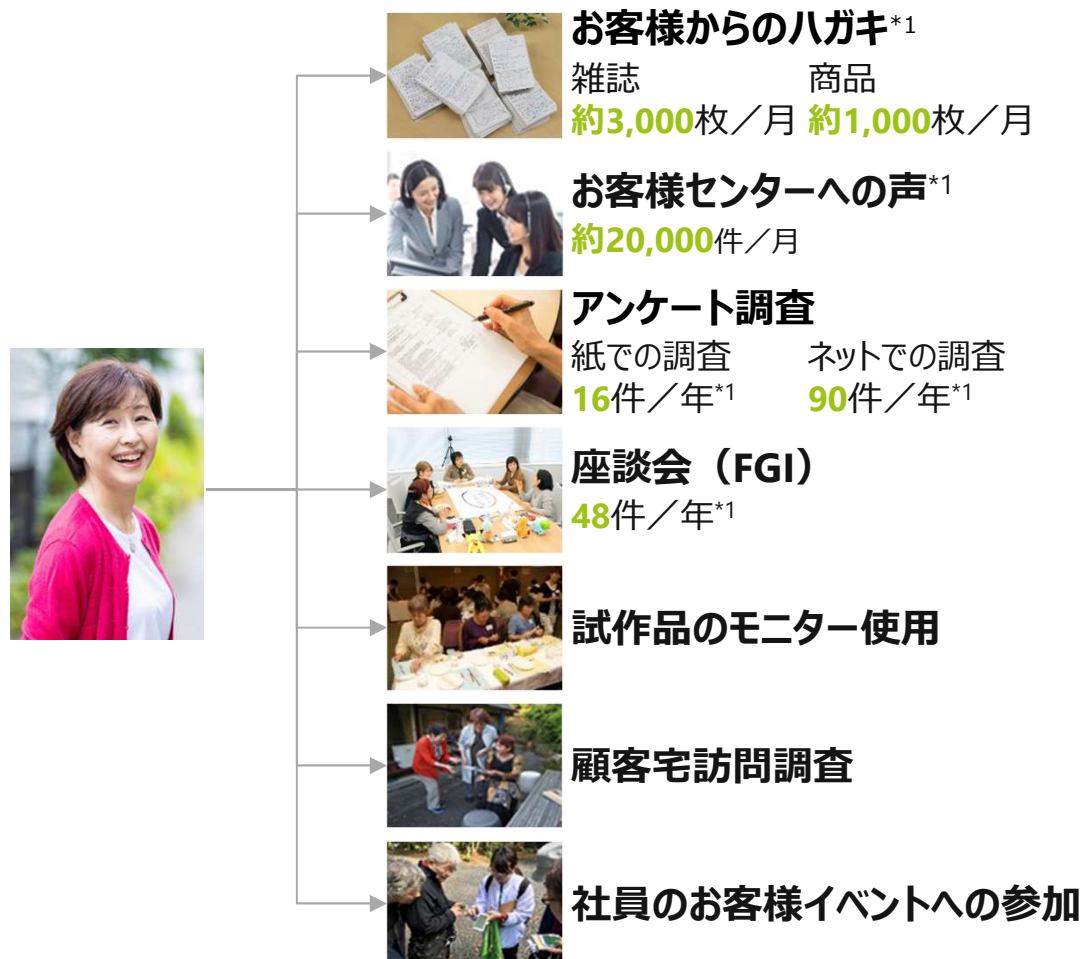 お客様からのハガキ*1
雑誌 商品
約3,000枚／月 約1,000枚／月
お客様センターへの声*1
約20,000件／月
アンケート調査
紙での調査 ネットでの調査
16件／年*1 90件／年*1
座談会（FGI）
48件／年*1
試作品のモニター使用
顧客宅訪問調査
社員のお客様イベントへの参加